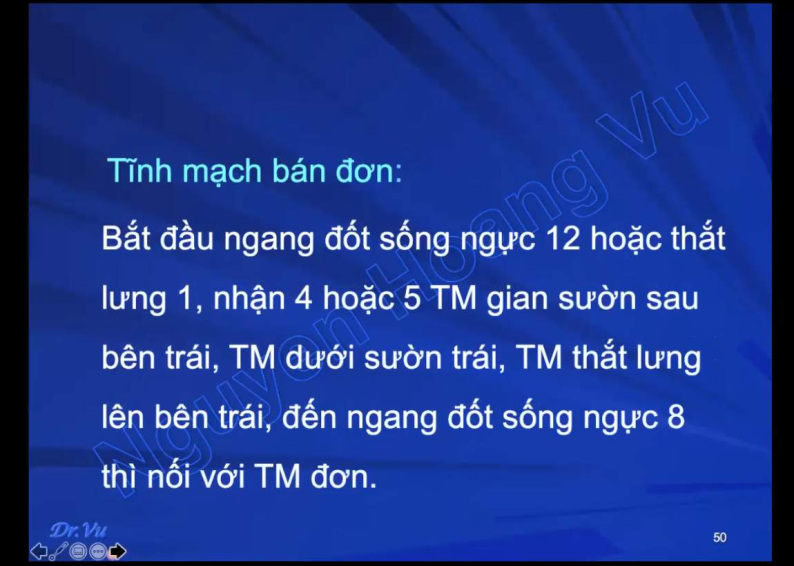 Tĩnh mạch bán đơn:
Bắt đầu ngang đốt sống ngực 12 hoặc thắt
lưng 1, nhận 4 hoặc 5 TM gian sườn sau
bên trái, TM dưới sườn trái, TM thắt lưng
lên bên trái, đến ngang đốt sống ngực 8
thì nối với TM đơn.
Nguyen Hoang Vu
Dr.Vu
50